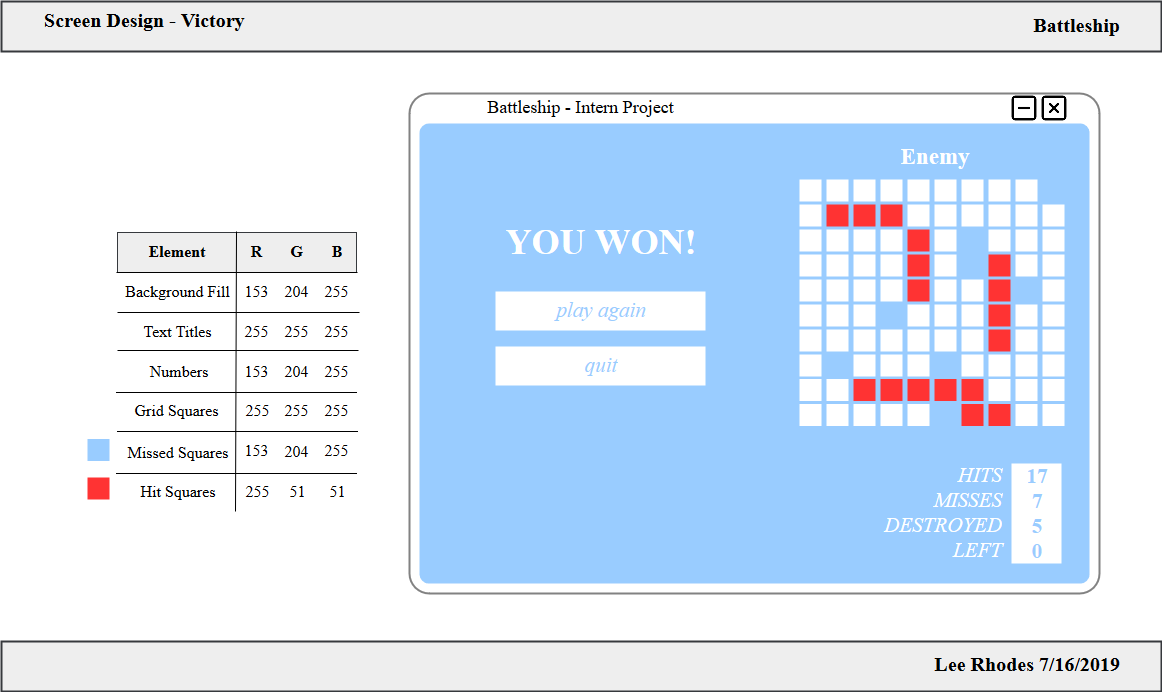 Screen Design - Victory
Battleship
Battleship - Intern Project
Enemy
YOU WON!
play again
quit
HITS 17
MISSES 7
DESTROYED 5
LEFT 0
Element R G B
Background Fill 153 204 255
Text Titles 255 255 255
Numbers 153 204 255
Grid Squares 255 255 255
Missed Squares 153 204 255
Hit Squares 255 51 51
Lee Rhodes 7/16/2019